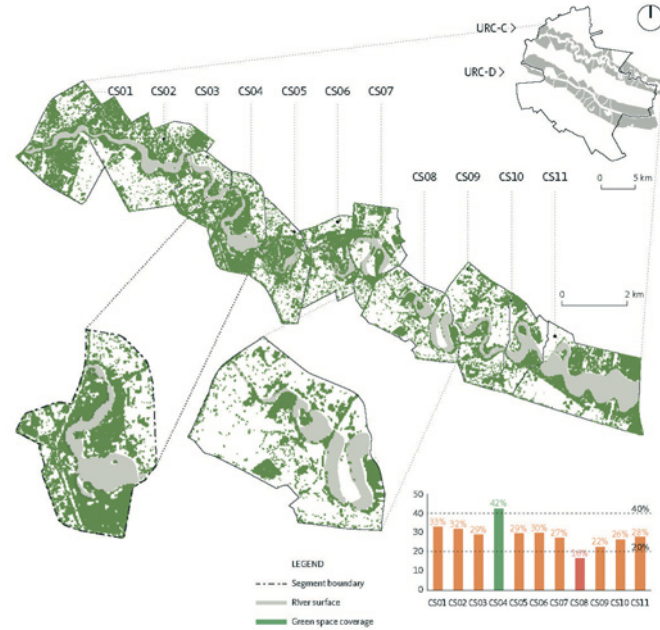 URC-C >
URC-D >
0 5 km
CS01 CS02 CS03 CS04 CS05 CS06 CS07
CS08 CS09 CS10 CS11
0 2 km
LEGEND
Segment boundary
River surface
Green space coverage
50
40
30
20
10
0
40%
20%
33% 32% 29% 42% 29% 30% 27% 16% 22% 26% 28%
CS01 CS02 CS03 CS04 CS05 CS06 CS07 CS08 CS09 CS10 CS11